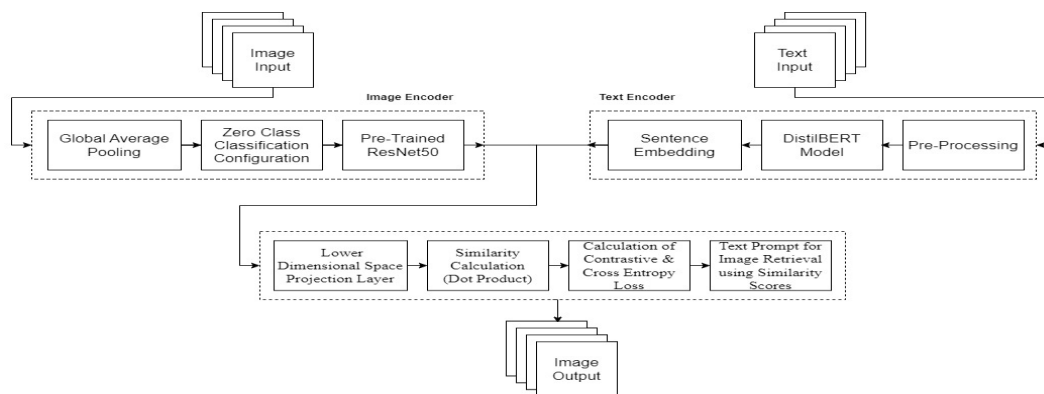 Image
Input
Text
Input
Image Encoder
Text Encoder
Global Average
Pooling
Zero Class
Classification
Configuration
Pre-Trained
ResNet50
Sentence
Embedding
DistilBERT
Model
Pre-Processing
Lower
Dimensional Space
Projection Layer
Similarity
Calculation
(Dot Product)
Calculation of
Contrastive &
Cross Entropy
Loss
Text Prompt for
Image Retrieval
using Similarity
Scores
Image
Output